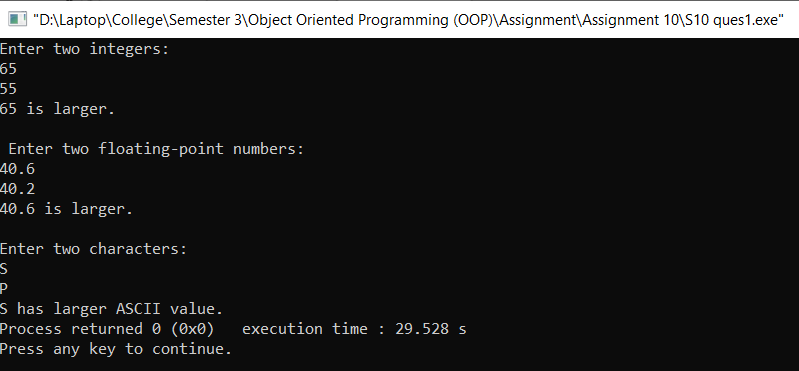 "D:\Laptop\College\Semester 3\Object Oriented Programming (OOP)\Assignment\Assignment 10\S10 ques1.exe"
Enter two integers:
65
55
65 is larger.
Enter two floating-point numbers:
40.6
40.2
40.6 is larger.
Enter two characters:
S
P
S has larger ASCII value.
Process returned 0 (0x0)   execution time : 29.528 s
Press any key to continue.